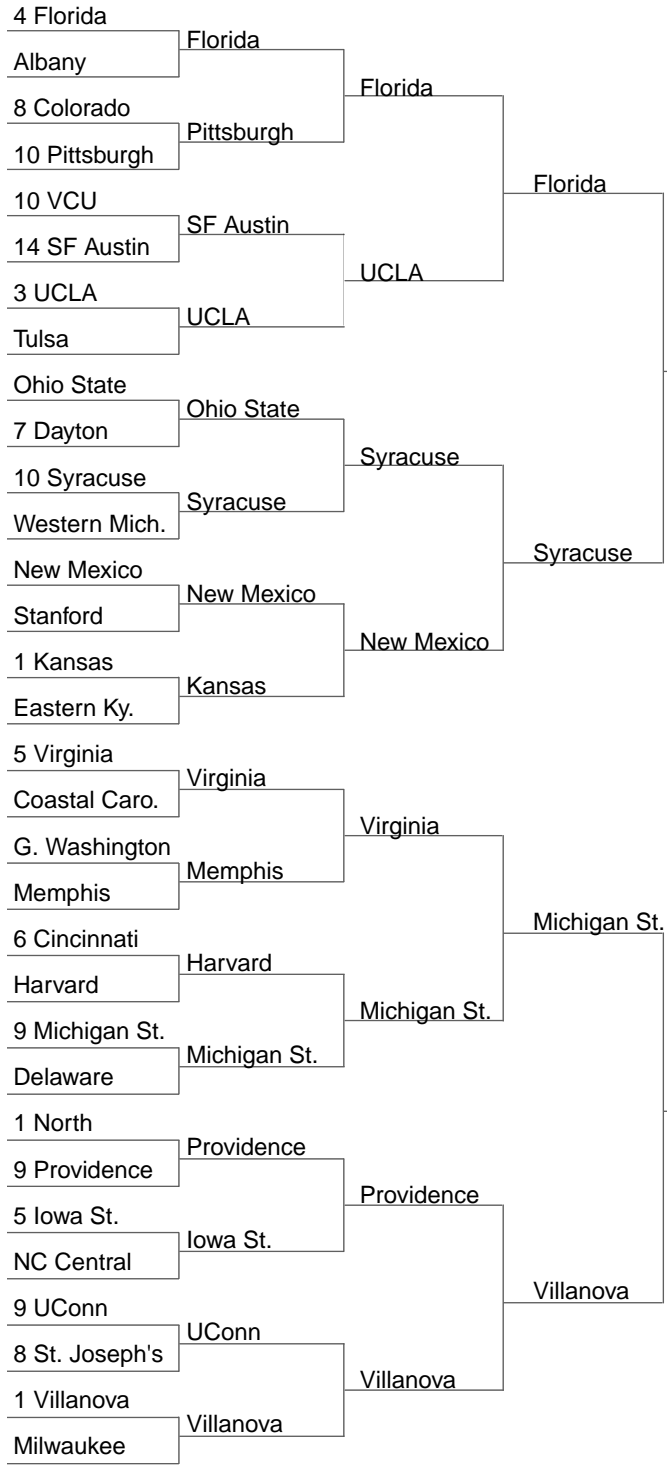 4 Florida
Albany
8 Colorado
10 Pittsburgh
10 VCU
14 SF Austin
3 UCLA
Tulsa
Ohio State
7 Dayton
10 Syracuse
Western Mich.
New Mexico
Stanford
1 Kansas
Eastern Ky.
5 Virginia
Coastal Caro.
G. Washington
Memphis
6 Cincinnati
Harvard
9 Michigan St.
Delaware
1 North
9 Providence
5 Iowa St.
NC Central
9 UConn
8 St. Joseph's
1 Villanova
Milwaukee
Florida
Pittsburgh
SF Austin
UCLA
Ohio State
Syracuse
New Mexico
Kansas
Virginia
Memphis
Harvard
Michigan St.
Providence
Iowa St.
UConn
Villanova
Florida
UCLA
Syracuse
New Mexico
Virginia
Michigan St.
Providence
Villanova
Florida
Syracuse
Michigan St.
Villanova